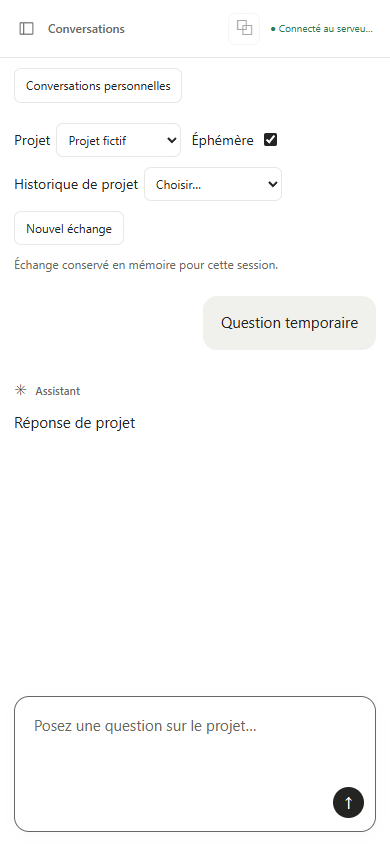 Conversations
● Connecté au serveu...
Conversations personnelles
Projet Projet fictif Éphémère
Historique de projet Choisir...
Nouvel échange
Échange conservé en mémoire pour cette session.
Question temporaire
Assistant
Réponse de projet
Posez une question sur le projet...